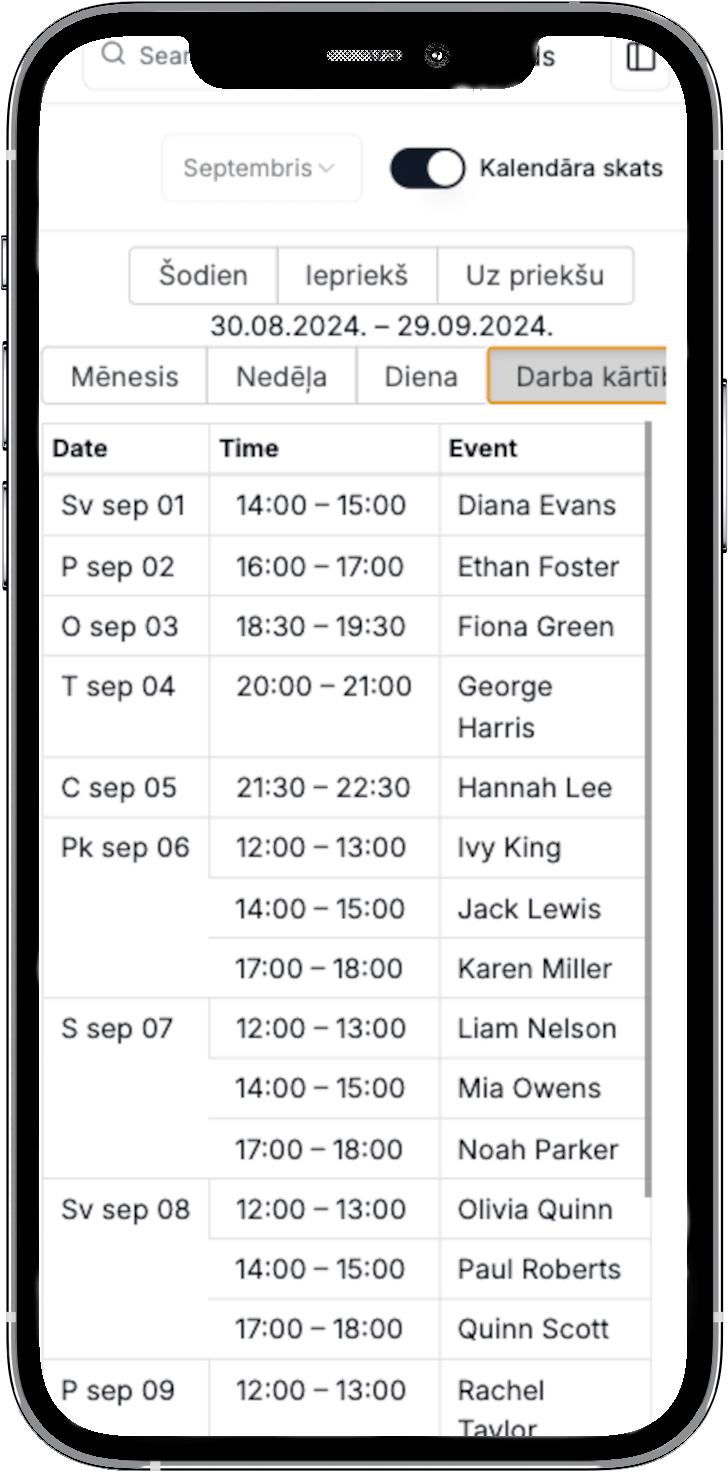 Septembris
Kalendāra skats
Šodien Iepriekš Uz priekšu
30.08.2024. – 29.09.2024.
Mēnesis Nedēļa Diena Darba
Date Time Event
Sv sep 01 14:00 – 15:00 Diana Evans
P sep 02 16:00 – 17:00 Ethan Foster
O sep 03 18:30 – 19:30 Fiona Green
T sep 04 20:00 – 21:00 George
Harris
C sep 05 21:30 – 22:30 Hannah Lee
Pk sep 06 12:00 – 13:00 Ivy King
14:00 – 15:00 Jack Lewis
17:00 – 18:00 Karen Miller
S sep 07 12:00 – 13:00 Liam Nelson
14:00 – 15:00 Mia Owens
17:00 – 18:00 Noah Parker
Sv sep 08 12:00 – 13:00 Olivia Quinn
14:00 – 15:00 Paul Roberts
17:00 – 18:00 Quinn Scott
P sep 09 12:00 – 13:00 Rachel
Taylor